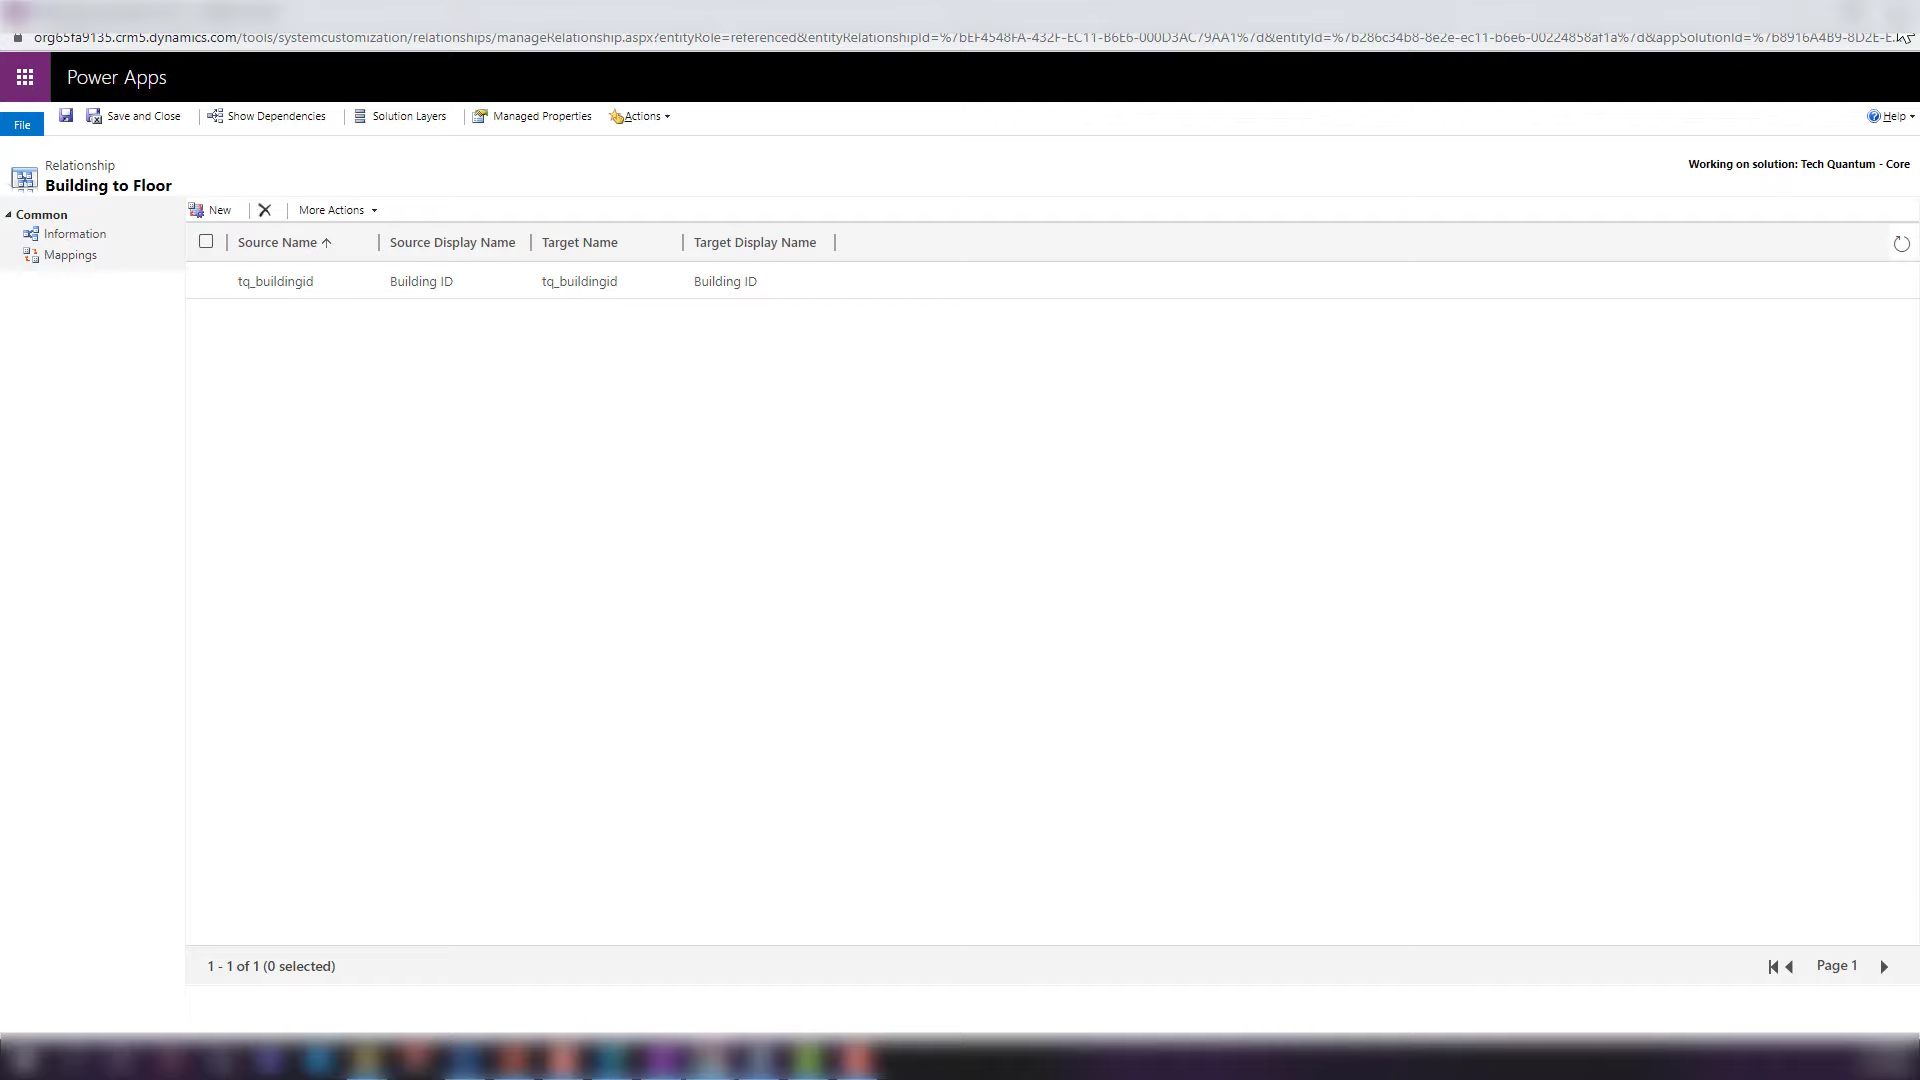 org65fa9135.crm5.dynamics.com/tools/systemcustomization/relationships/manageRelationship.aspx?entityRole=referenced&entityRelationshipId=%7bEF4548FA-432F-EC11-B6E6-000D3AC79AA1%7d&entityId=%7b286c34b8-8e2e-ec11-b6e6-00224858af1a%7d&appSolutionId=%7b8916A4B9-8D2E-E...
Power Apps
File Save and Close Show Dependencies Solution Layers Managed Properties Actions Help
Relationship
Building to Floor
Working on solution: Tech Quantum - Core
Common
Information
Mappings
New More Actions
Source Name Source Display Name Target Name Target Display Name
tq_buildingid Building ID tq_buildingid Building ID
1 - 1 of 1 (0 selected) Page 1